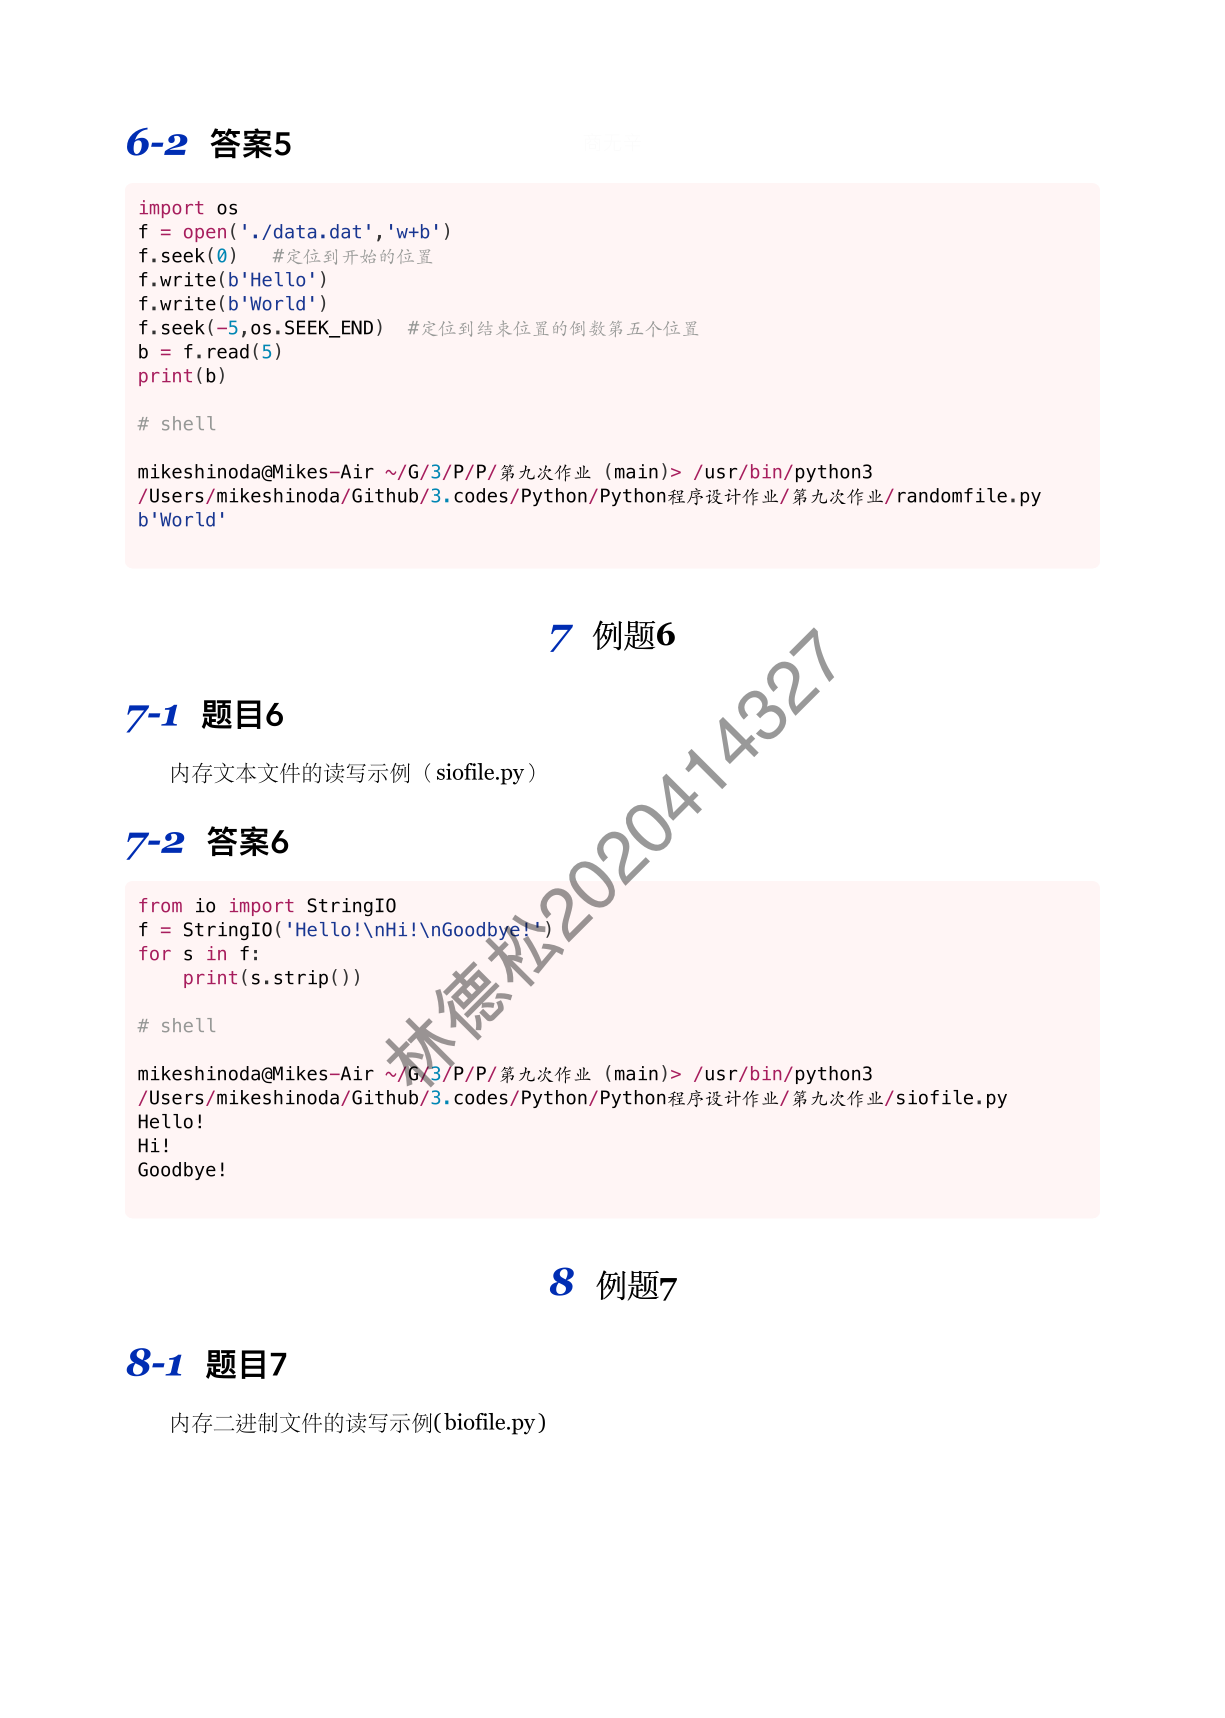 6-2 答案5
import os
f = open('./data.dat','w+b')
f.seek(0)   #定位到开始的位置
f.write(b'Hello')
f.write(b'World')
f.seek(-5,os.SEEK_END)  #定位到结束位置的倒数第五个位置
b = f.read(5)
print(b)
# shell
mikeshinoda@Mikes-Air ~/G/3/P/P/第九次作业 (main)> /usr/bin/python3
/Users/mikeshinoda/Github/3.codes/Python/Python程序设计作业/第九次作业/randomfile.py
b'World'
7 例题6
7-1 题目6
内存文本文件的读写示例（siofile.py）
7-2 答案6
from io import StringIO
f = StringIO('Hello!\nHi!\nGoodbye!')
for s in f:
    print(s.strip())
# shell
mikeshinoda@Mikes-Air ~/G/3/P/P/第九次作业 (main)> /usr/bin/python3
/Users/mikeshinoda/Github/3.codes/Python/Python程序设计作业/第九次作业/siofile.py
Hello!
Hi!
Goodbye!
林德松202041432​7
8 例题7
8-1 题目7
内存二进制文件的读写示例(biofile.py)